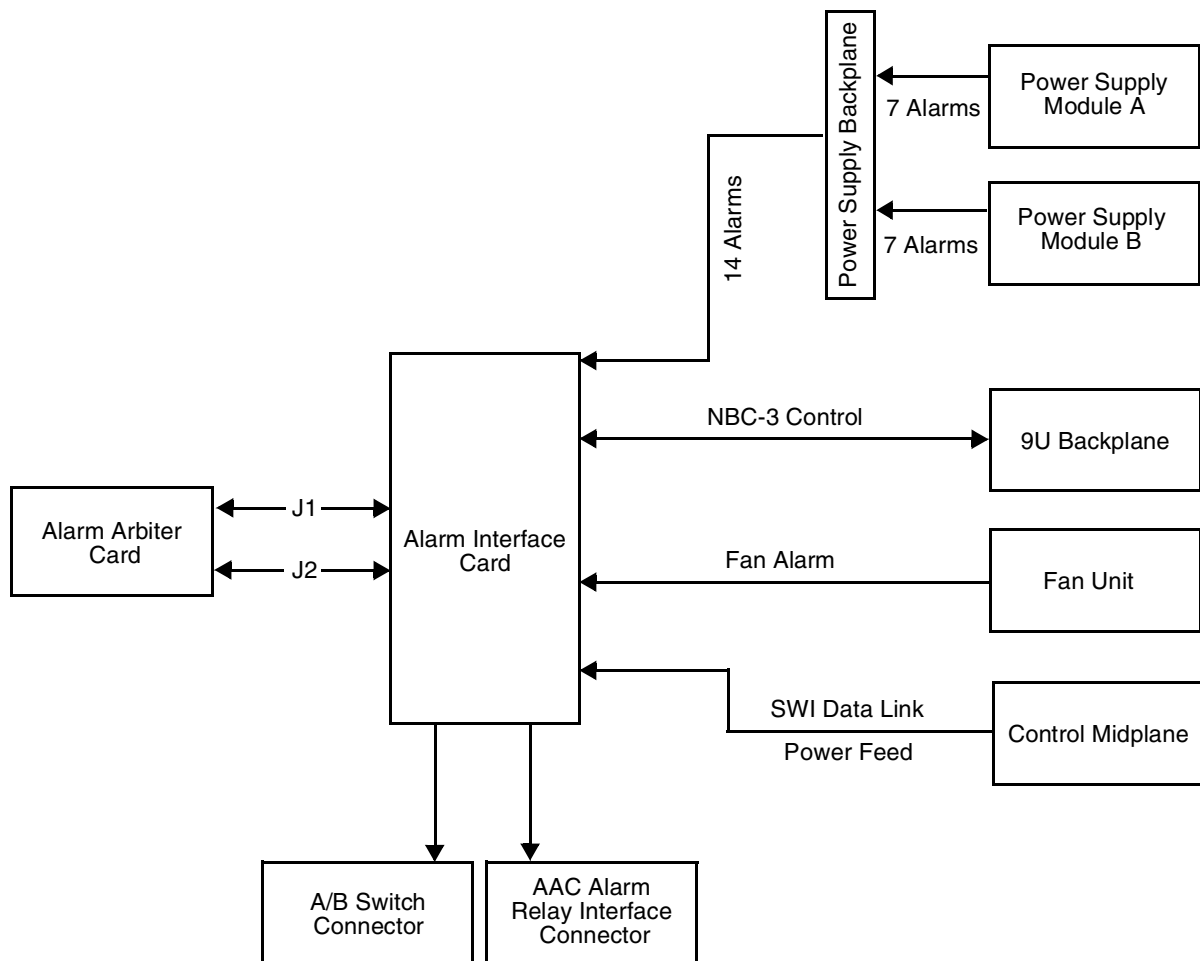 Power Supply Backplane
Power Supply
Module A
7 Alarms
14 Alarms
Power Supply
Module B
7 Alarms
NBC-3 Control
9U Backplane
J1
Alarm Arbiter
Card
J2
Alarm Interface
Card
Fan Alarm
Fan Unit
SWI Data Link
Power Feed
Control Midplane
A/B Switch
Connector
AAC Alarm
Relay Interface
Connector